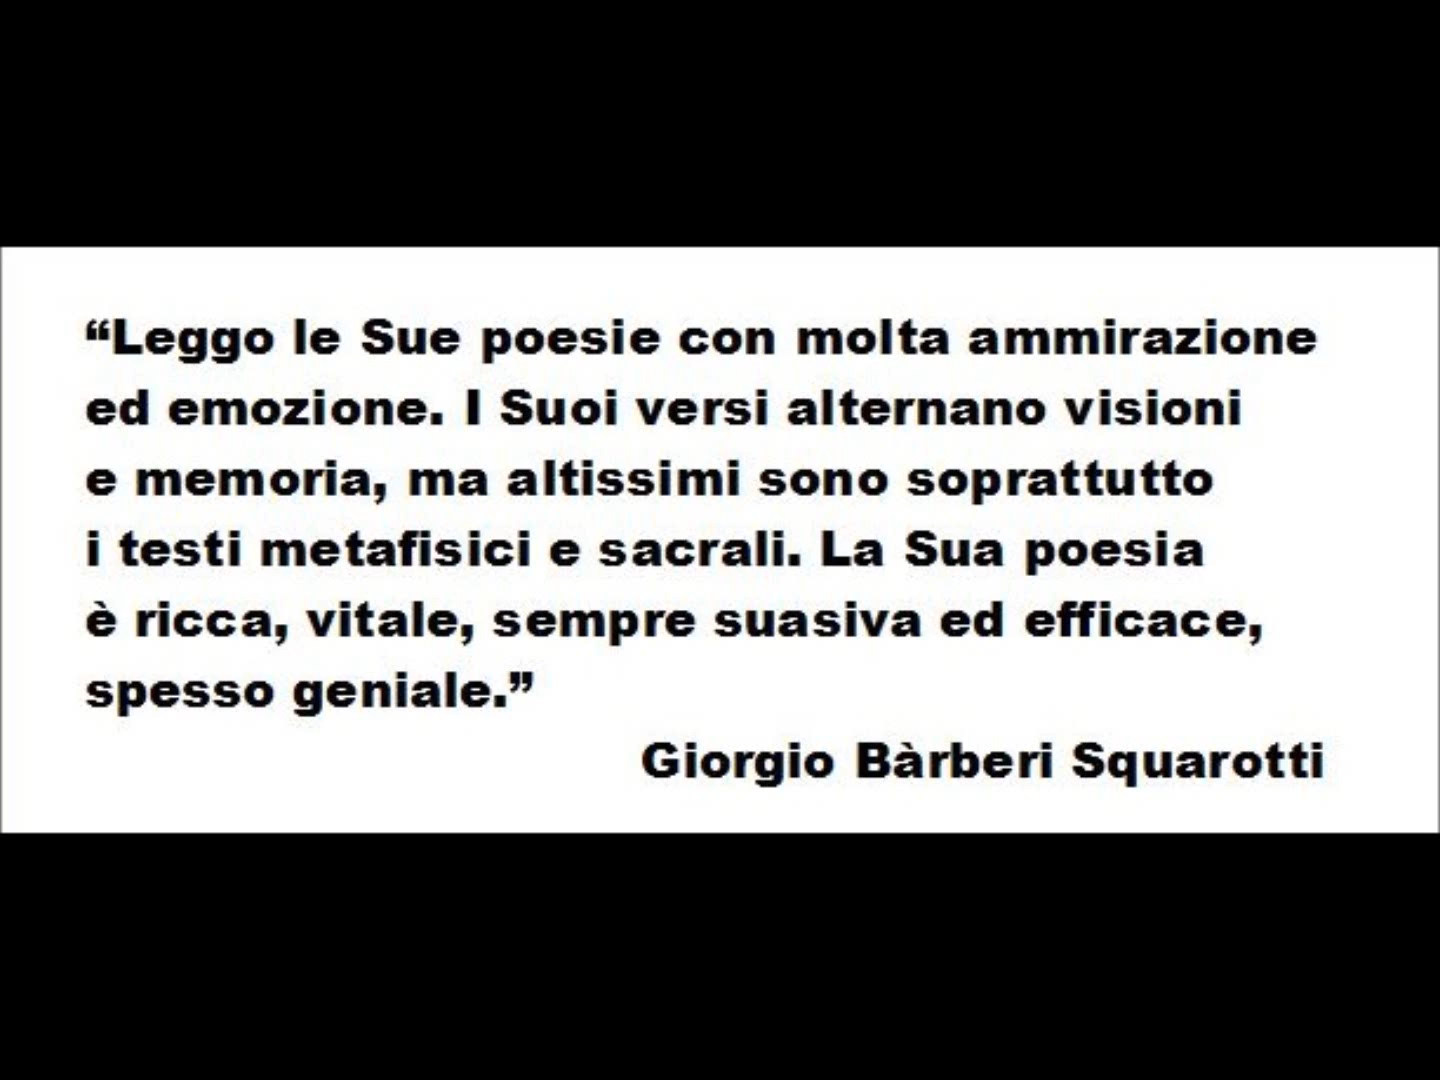 “Leggo le Sue poesie con molta ammirazione
ed emozione. I Suoi versi alternano visioni
e memoria, ma altissimi sono soprattutto
i testi metafisici e sacrali. La Sua poesia
è ricca, vitale, sempre suasiva ed efficace,
spesso geniale.”
Giorgio Bàrberi Squarotti